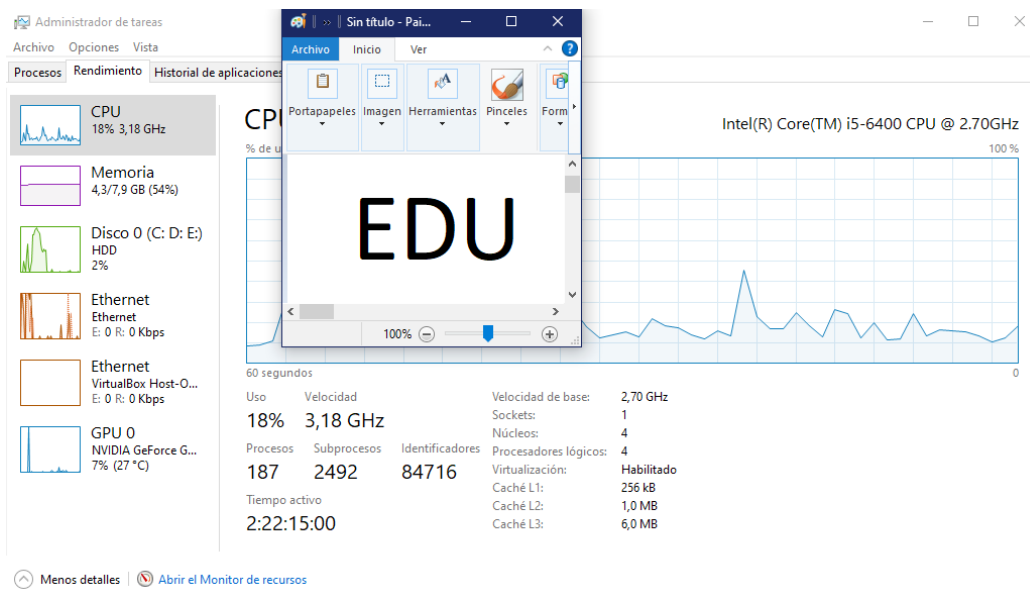 Administrador de tareas
Archivo Opciones Vista
Procesos Rendimiento Historial de aplicaciones
CPU
18% 3,18 GHz
Memoria
4,3/7,9 GB (54%)
Disco 0 (C: D: E:)
HDD
2%
Ethernet
Ethernet
E: 0 R: 0 Kbps
Ethernet
VirtualBox Host-O...
E: 0 R: 0 Kbps
GPU 0
NVIDIA GeForce G...
7% (27 °C)
Sin título - Pai...
Archivo Inicio Ver
Portapapeles Imagen Herramientas Pinceles Form
EDU
100%
Intel(R) Core(TM) i5-6400 CPU @ 2.70GHz
% de u
100 %
60 segundos
0
Uso Velocidad
18% 3,18 GHz
Procesos Subprocesos Identificadores
187 2492 84716
Tiempo activo
2:22:15:00
Velocidad de base: 2,70 GHz
Sockets: 1
Núcleos: 4
Procesadores lógicos: 4
Virtualización: Habilitado
Caché L1: 256 kB
Caché L2: 1,0 MB
Caché L3: 6,0 MB
Menos detalles Abrir el Monitor de recursos